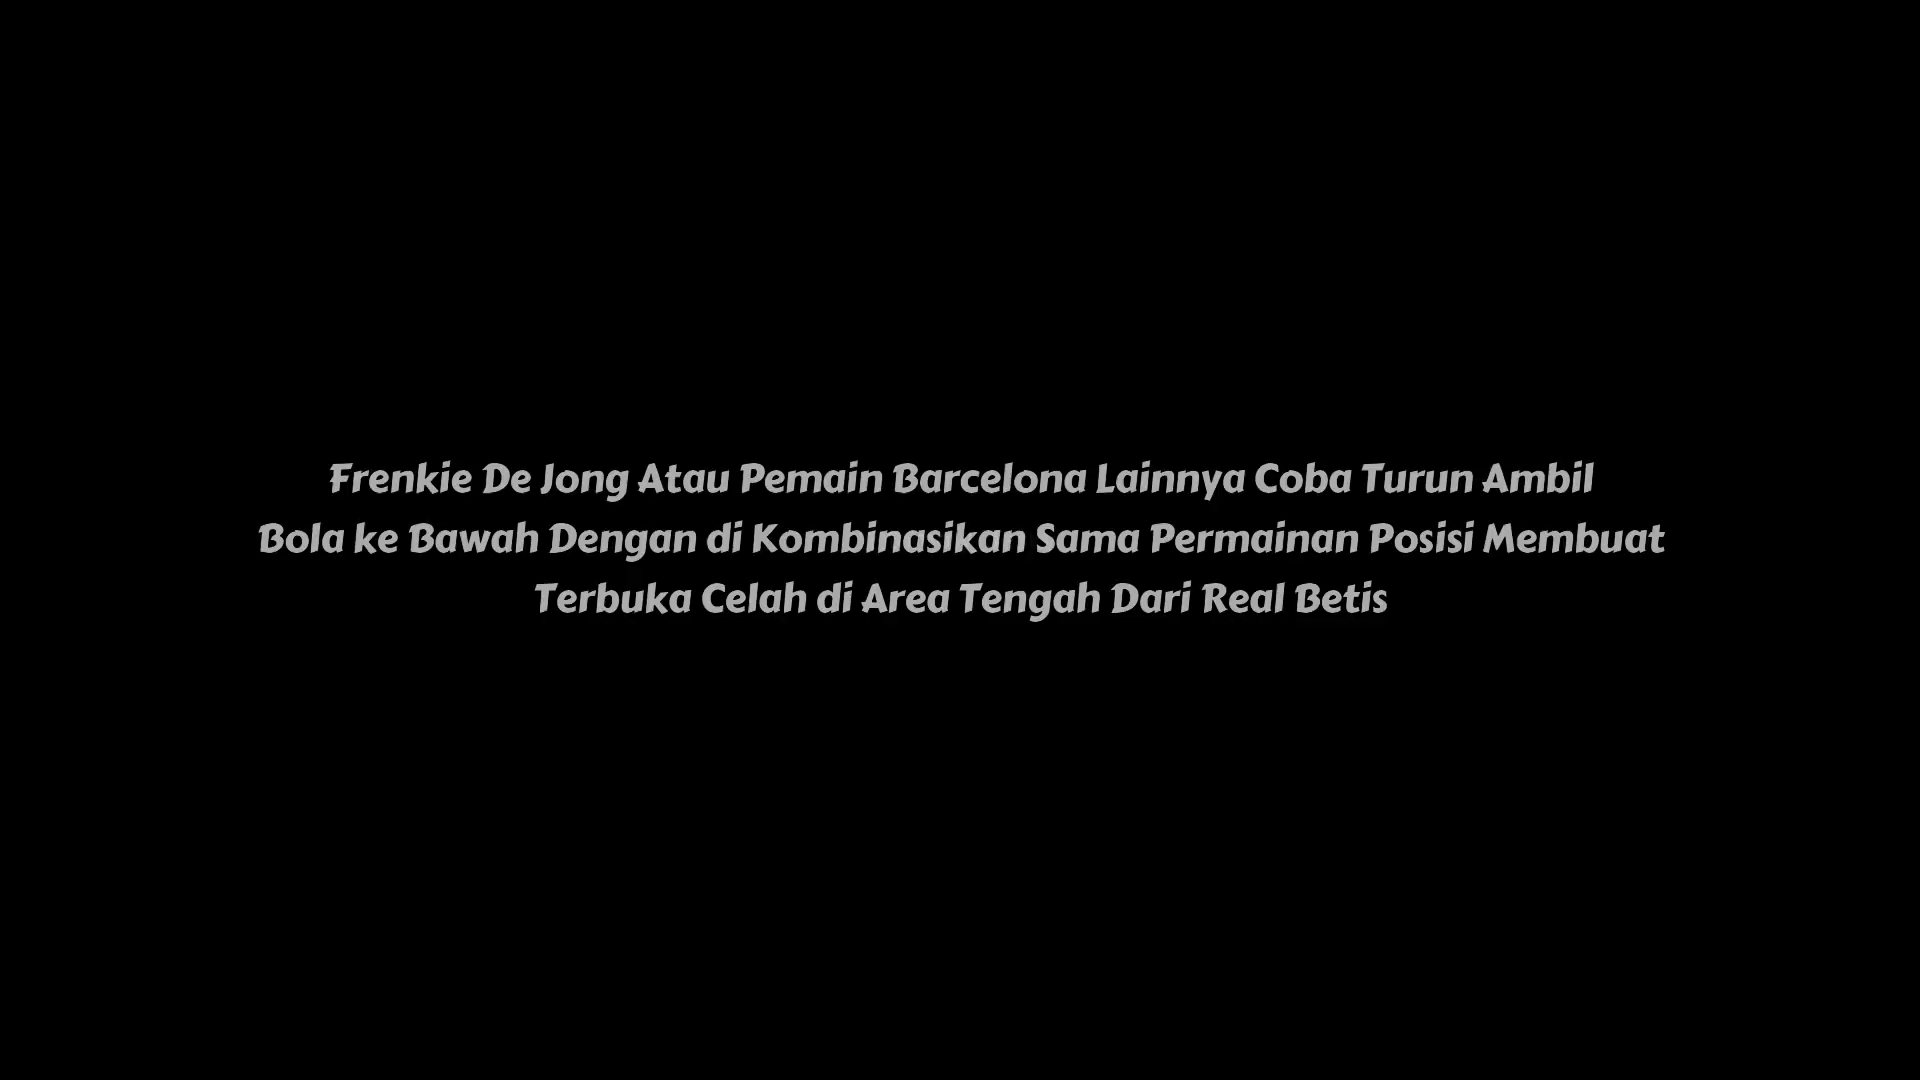 Frenkie De Jong Atau Pemain Barcelona Lainnya Coba Turun Ambil
Bola ke Bawah Dengan di Kombinasikan Sama Permainan Posisi Membuat
Terbuka Celah di Area Tengah Dari Real Betis